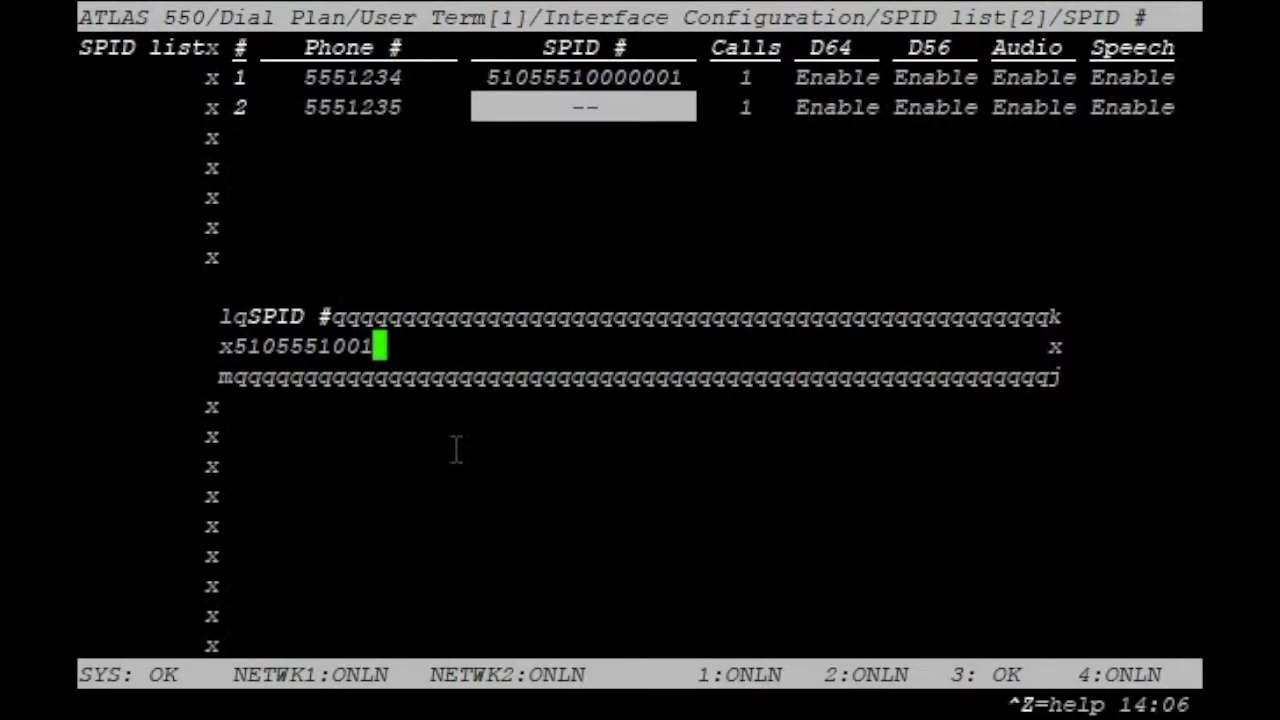 ATLAS 550/Dial Plan/User Term[1]/Interface Configuration/SPID list[2]/SPID #
SPID listx # Phone # SPID # Calls D64 D56 Audio Speech
x 1 5551234 51055510000001 1 Enable Enable Enable Enable
x 2 5551235 -- 1 Enable Enable Enable Enable
x
x
x
x
x
lqSPID #qqqqqqqqqqqqqqqqqqqqqqqqqqqqqqqqqqqqqqqqqqqqqqqqqqqk
x5105551001 x
mqqqqqqqqqqqqqqqqqqqqqqqqqqqqqqqqqqqqqqqqqqqqqqqqqqqqqqqqqqj
x
x
x
x
x
x
x
x
x
SYS: OK NETWK1:ONLN NETWK2:ONLN 1:ONLN 2:ONLN 3: OK 4:ONLN
^Z=help 14:06